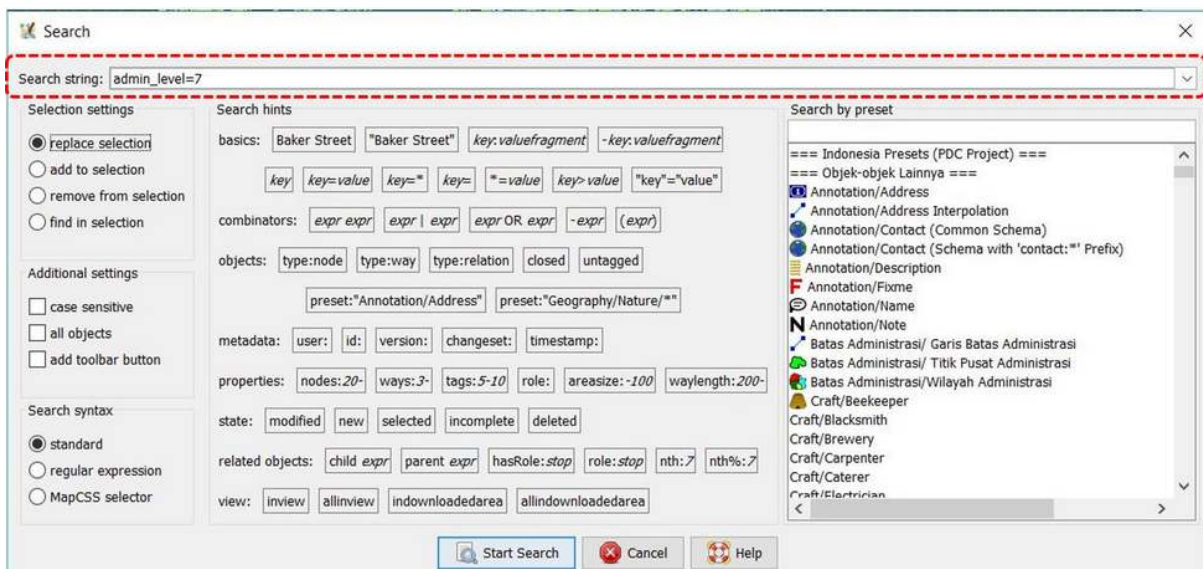 Search
Search string: admin_level=7
Selection settings
replace selection
add to selection
remove from selection
find in selection
Additional settings
case sensitive
all objects
add toolbar button
Search syntax
standard
regular expression
MapCSS selector
Search hints
basics: Baker Street "Baker Street" key:valuefragment -key:valuefragment
key key=value key=* key= *=value key>value "key"="value"
combinators: expr expr expr | expr expr OR expr -expr (expr)
objects: type:node type:way type:relation closed untagged
preset:"Annotation/Address" preset:"Geography/Nature/*"
metadata: user: id: version: changeset: timestamp:
properties: nodes:20- ways:3- tags:5-10 role: areasize:-100 waylength:200-
state: modified new selected incomplete deleted
related objects: child expr parent expr hasRole:stop role:stop nth:7 nth%:7
view: inview allinview indownloadedarea allindownloadedarea
Search by preset
=== Indonesia Presets (PDC Project) ===
=== Objek-objek Lainnya ===
Annotation/Address
Annotation/Address Interpolation
Annotation/Contact (Common Schema)
Annotation/Contact (Schema with 'contact:*' Prefix)
Annotation/Description
Annotation/Fixme
Annotation/Name
Annotation/Note
Batas Administrasi/ Garis Batas Administrasi
Batas Administrasi/ Titik Pusat Administrasi
Batas Administrasi/Wilayah Administrasi
Craft/Beekeeper
Craft/Blacksmith
Craft/Brewery
Craft/Carpenter
Craft/Caterer
Craft/Electrician
Start Search Cancel Help